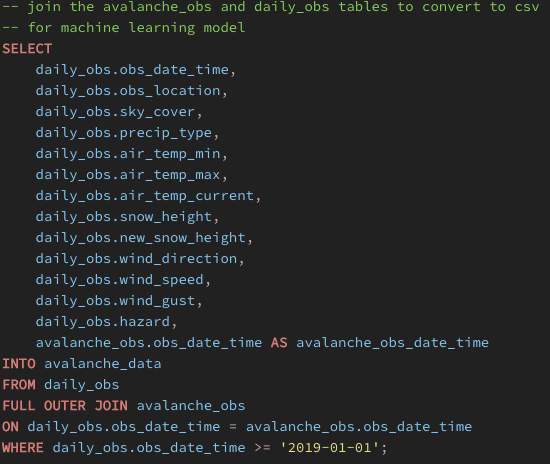 -- join the avalanche_obs and daily_obs tables to convert to csv
-- for machine learning model
SELECT
    daily_obs.obs_date_time,
    daily_obs.obs_location,
    daily_obs.sky_cover,
    daily_obs.precip_type,
    daily_obs.air_temp_min,
    daily_obs.air_temp_max,
    daily_obs.air_temp_current,
    daily_obs.snow_height,
    daily_obs.new_snow_height,
    daily_obs.wind_direction,
    daily_obs.wind_speed,
    daily_obs.wind_gust,
    daily_obs.hazard,
    avalanche_obs.obs_date_time AS avalanche_obs_date_time
INTO avalanche_data
FROM daily_obs
FULL OUTER JOIN avalanche_obs
ON daily_obs.obs_date_time = avalanche_obs.obs_date_time
WHERE daily_obs.obs_date_time >= '2019-01-01';